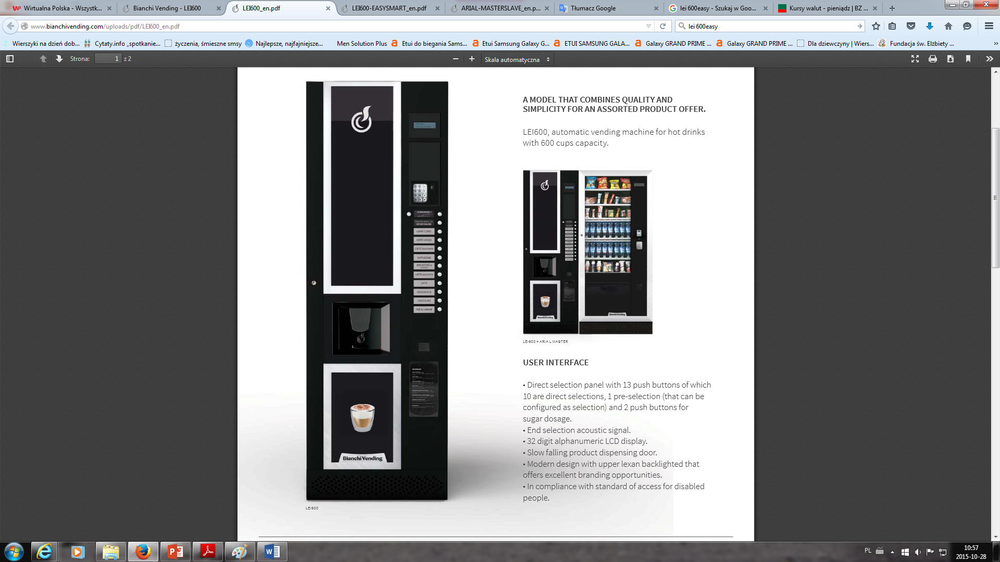 Wirtualna Polska - Wszystk...
Bianchi Vending - LEI600
LEI600_en.pdf
LEI600-EASYSMART_en.pdf
ARIAL-MASTERSLAVE_en.p...
Tłumacz Google
lei 600easy - Szukaj w Goo...
Kursy walut - pieniądz | BZ ...
www.bianchivending.com/uploads/pdf/LEI600_en.pdf
lei 600easy
Wierszyki na dzień dob...
Cytaty.info „spotkanie...
życzenia, śmieszne smsy
Najlepsze, najfajniejsze...
Men Solution Plus
Etui do biegania Sams...
Etui Samsung Galaxy G...
ETUI SAMSUNG GALA...
Galaxy GRAND PRIME ...
Galaxy GRAND PRIME ...
Dla dziewczyny | Wiers...
Fundacja św. Elżbiety ...
Strona: 1 z 2
Skala automatyczna
A MODEL THAT COMBINES QUALITY AND
SIMPLICITY FOR AN ASSORTED PRODUCT OFFER.
LEI600, automatic vending machine for hot drinks
with 600 cups capacity.
LEI600 + ARIA L MASTER
USER INTERFACE
▪ Direct selection panel with 13 push buttons of which
10 are direct selections, 1 pre-selection (that can be
configured as selection) and 2 push buttons for
sugar dosage.
▪ End selection acoustic signal.
▪ 32 digit alphanumeric LCD display.
▪ Slow falling product dispensing door.
▪ Modern design with upper lexan backlighted that
offers excellent branding opportunities.
▪ In compliance with standard of access for disabled
people.
Bianchi Vending
Bianchi Vending
LEI600
PL
10:57
2015-10-28